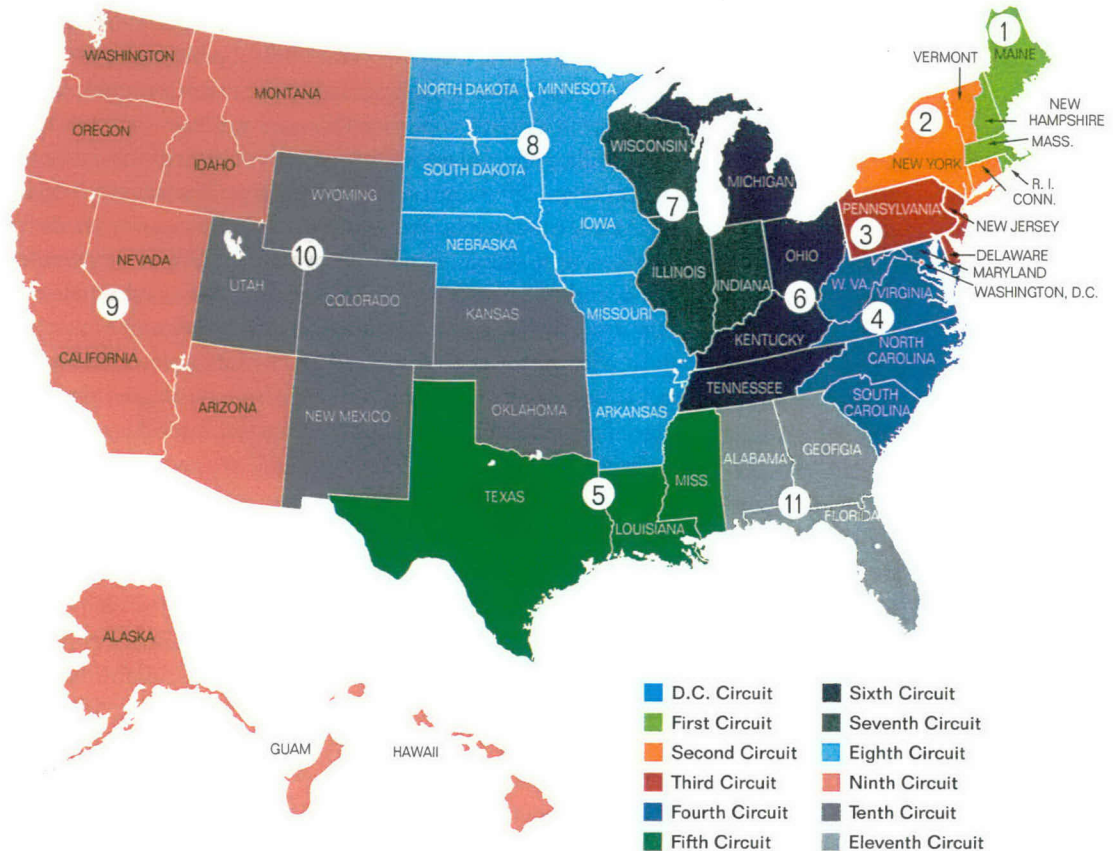 1
MAINE
VERMONT
WASHINGTON
NORTH DAKOTA
MINNESOTA
MONTANA
NEW
HAMPSHIRE
2
OREGON
8
WISCONSIN
MASS.
IDAHO
SOUTH DAKOTA
NEW YORK
MICHIGAN
R. I.
CONN.
WYOMING
7
PENNSYLVANIA
NEW JERSEY
3
IOWA
NEBRASKA
10
OHIO
DELAWARE
NEVADA
ILLINOIS
MARYLAND
UTAH
INDIANA
W. VA.
WASHINGTON, D.C.
COLORADO
6
VIRGINIA
9
KANSAS
MISSOURI
4
KENTUCKY
NORTH
CAROLINA
CALIFORNIA
TENNESSEE
ARIZONA
OKLAHOMA
ARKANSAS
SOUTH
CAROLINA
NEW MEXICO
ALABAMA
GEOFIGIA
MISS.
TEXAS
5
11
LOUISIANA
FLORIDA
ALASKA
GUAM
HAWAII
D.C. Circuit
First Circuit
Second Circuit
Third Circuit
Fourth Circuit
Fifth Circuit
Sixth Circuit
Seventh Circuit
Eighth Circuit
Ninth Circuit
Tenth Circuit
Eleventh Circuit